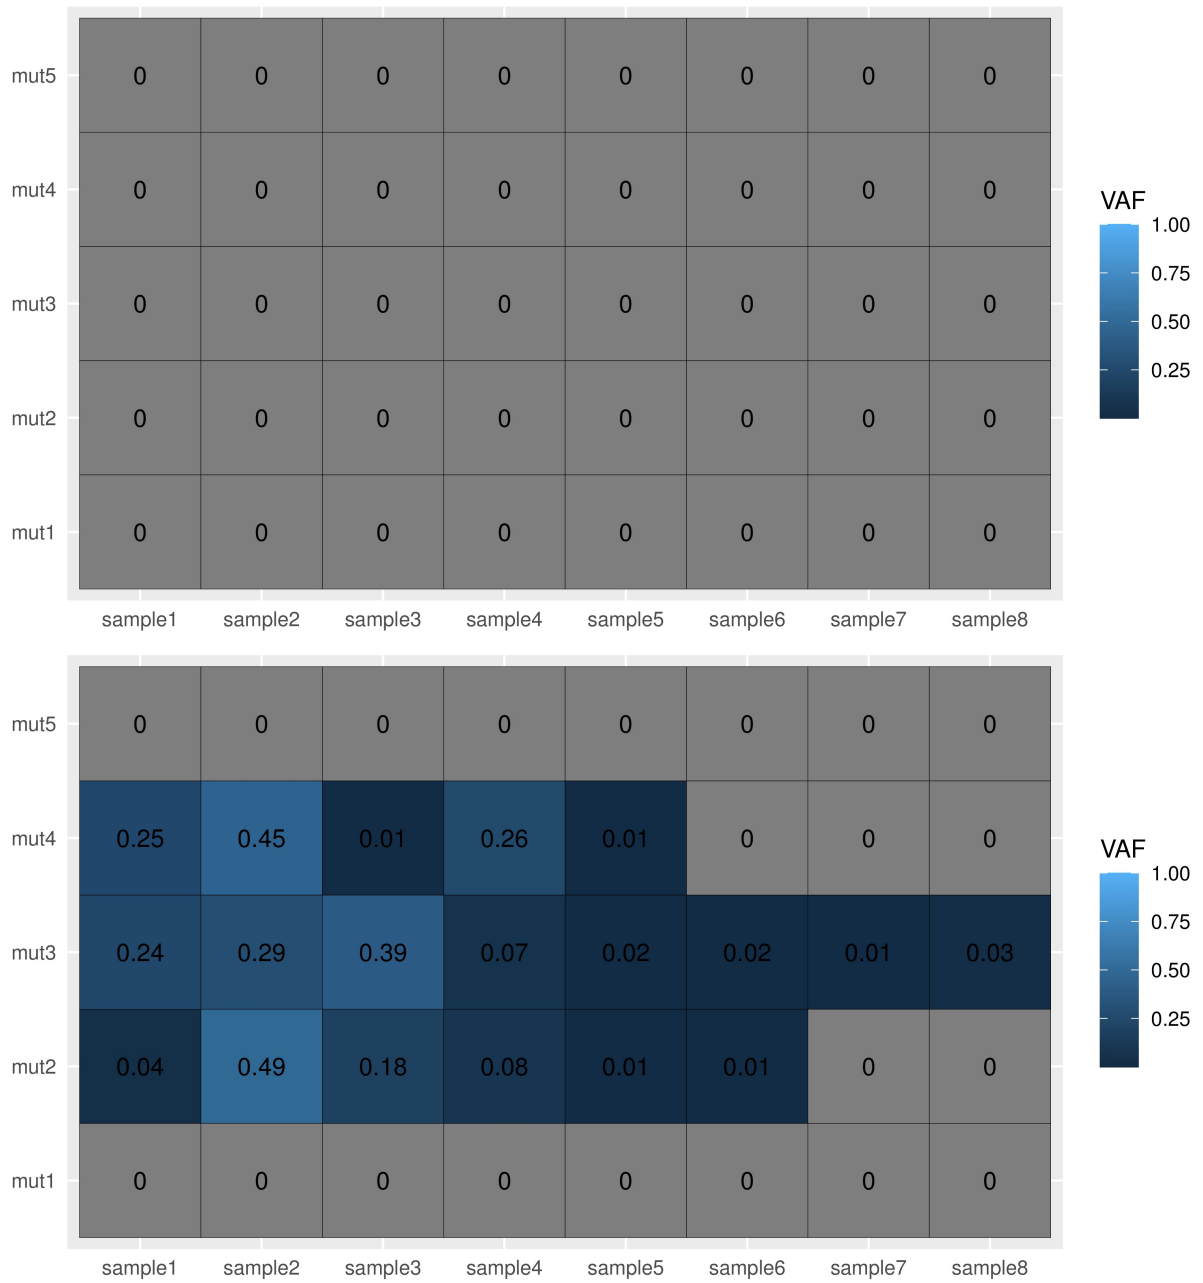 mut5 0 0 0 0 0 0 0 0
mut4 0 0 0 0 0 0 0 0
mut3 0 0 0 0 0 0 0 0
mut2 0 0 0 0 0 0 0 0
mut1 0 0 0 0 0 0 0 0
sample1 sample2 sample3 sample4 sample5 sample6 sample7 sample8
VAF
1.00
0.75
0.50
0.25
mut5 0 0 0 0 0 0 0 0
mut4 0.25 0.45 0.01 0.26 0.01 0 0 0
mut3 0.24 0.29 0.39 0.07 0.02 0.02 0.01 0.03
mut2 0.04 0.49 0.18 0.08 0.01 0.01 0 0
mut1 0 0 0 0 0 0 0 0
sample1 sample2 sample3 sample4 sample5 sample6 sample7 sample8
VAF
1.00
0.75
0.50
0.25